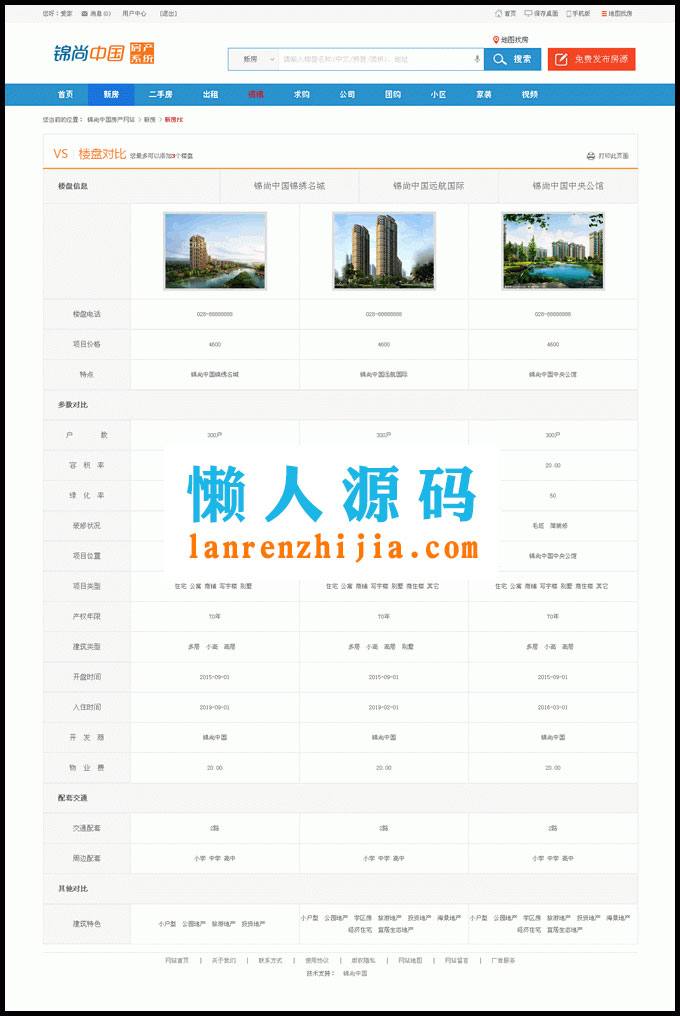 您好：爱家 消息(0) 用户中心 [退出]
首页 保存桌面 手机版 地图找房
锦尚中国 房产系统
地图找房
新房 请输入楼盘名称(中文/拼音/简拼)、地址 搜索 免费发布房源
首页 新房 二手房 出租 资讯 求购 公司 团购 小区 家装 视频
您当前的位置： 锦尚中国房产网站 > 新房 > 新房PK
VS 楼盘对比 您最多可以添加3个楼盘 打印此页面
楼盘信息 锦尚中国锦绣名城 锦尚中国远航国际 锦尚中国中央公馆
楼盘电话 028-88888888 028-88888888 028-88888888
项目价格 4600 4600 4600
特点 锦尚中国锦绣名城 锦尚中国远航国际 锦尚中国中央公馆
参数对比
户 数 300户 300户 300户
容 积 率 20.00
绿 化 率 50
懒人源码
装修状况 毛坯 简装修
lanrenzhijia.com
项目位置 锦尚中国中央公馆
项目类型 住宅 公寓 商铺 写字楼 别墅 住宅 公寓 商铺 写字楼 别墅 商住楼 其它 住宅 公寓 商铺 写字楼 别墅 商住楼 其它
产权年限 70年 70年 70年
建筑类型 多层 小高 高层 多层 小高 高层 别墅 多层 小高 高层
开盘时间 2015-09-01 2015-09-01 2015-09-01
入住时间 2019-09-01 2019-02-01 2016-03-01
开 发 商 锦尚中国 锦尚中国 锦尚中国
物 业 费 20.00 20.00 20.00
配套交通
交通配套 2路 2路 2路
周边配套 小学 中学 高中 小学 中学 高中 小学 中学 高中
其他对比
建筑特色 小户型 公园地产 旅游地产 投资地产 小户型 公园地产 学区房 旅游地产 投资地产 海景地产 经济住宅 宜居生态地产 小户型 公园地产 学区房 旅游地产 投资地产 海景地产 经济住宅 宜居生态地产
网站首页 | 关于我们 | 联系方式 | 使用协议 | 版权隐私 | 网站地图 | 网站留言 | 广告服务
技术支持： 锦尚中国